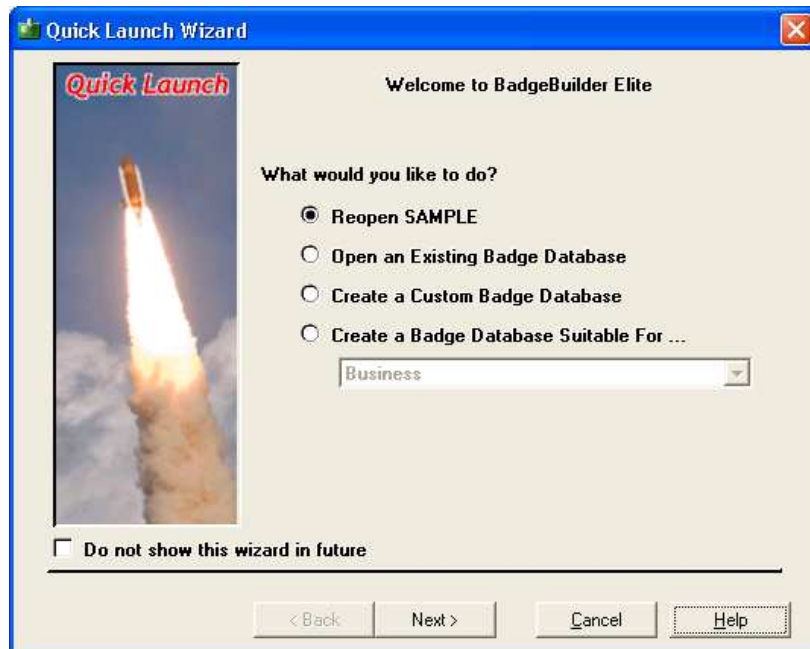 Quick Launch Wizard
Quick Launch
Welcome to BadgeBuilder Elite
What would you like to do?
Reopen SAMPLE
Open an Existing Badge Database
Create a Custom Badge Database
Create a Badge Database Suitable For ...
Business
Do not show this wizard in future
< Back
Next >
Cancel
Help